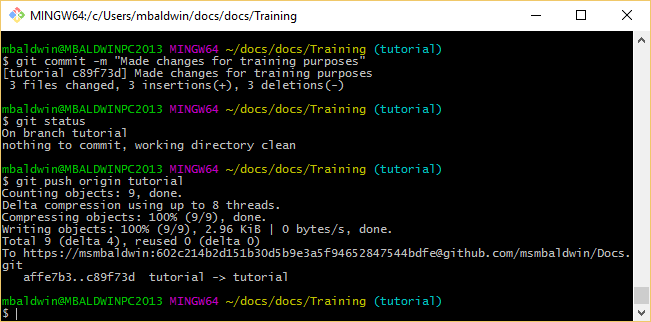 MINGW64:/c/Users/mbaldwin/docs/docs/Training
mbaldwin@MBALDWINPC2013 MINGW64 ~/docs/docs/Training (tutorial)
$ git commit -m "Made changes for training purposes"
[tutorial c89f73d] Made changes for training purposes
 3 files changed, 3 insertions(+), 3 deletions(-)
mbaldwin@MBALDWINPC2013 MINGW64 ~/docs/docs/Training (tutorial)
$ git status
On branch tutorial
nothing to commit, working directory clean
mbaldwin@MBALDWINPC2013 MINGW64 ~/docs/docs/Training (tutorial)
$ git push origin tutorial
Counting objects: 9, done.
Delta compression using up to 8 threads.
Compressing objects: 100% (9/9), done.
Writing objects: 100% (9/9), 2.96 KiB | 0 bytes/s, done.
Total 9 (delta 4), reused 0 (delta 0)
To https://msmbaldwin:602c214b2d151b30d5b9e3a5f94652847544bdfe@github.com/msmbaldwin/Docs.
git
   affe7b3..c89f73d  tutorial -> tutorial
mbaldwin@MBALDWINPC2013 MINGW64 ~/docs/docs/Training (tutorial)
$